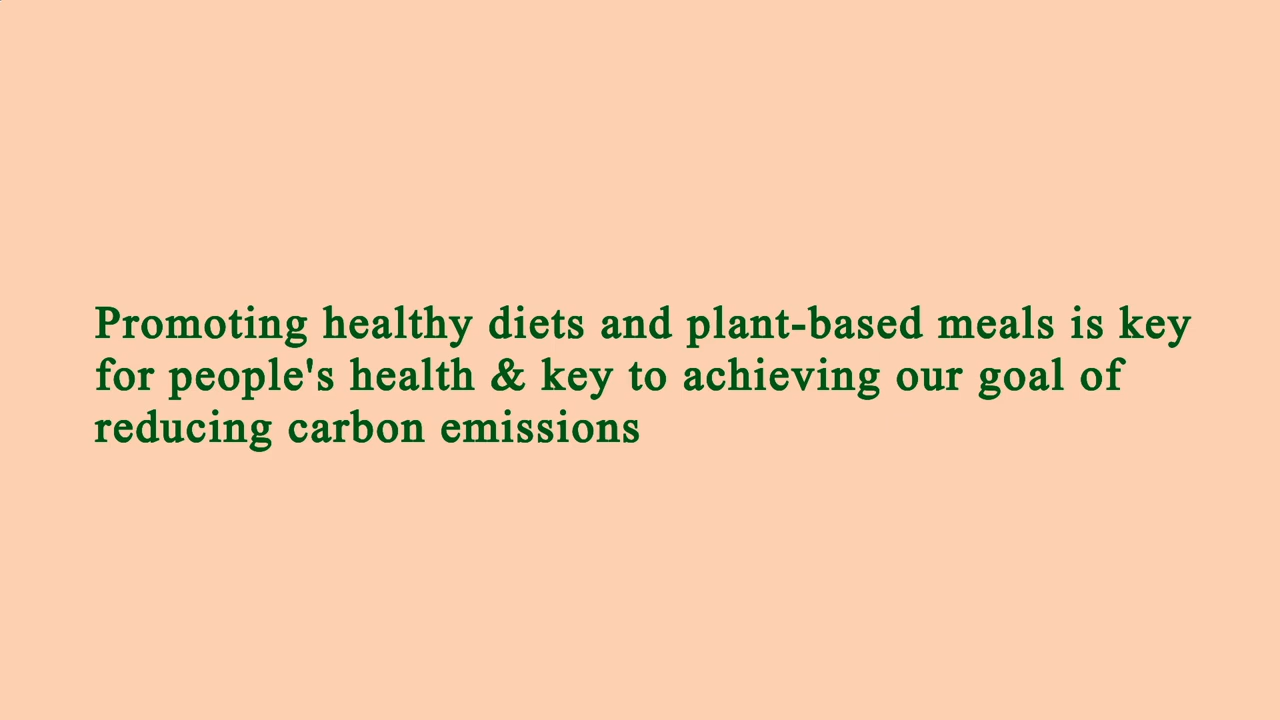 Promoting healthy diets and plant-based meals is key
for people's health & key to achieving our goal of
reducing carbon emissions